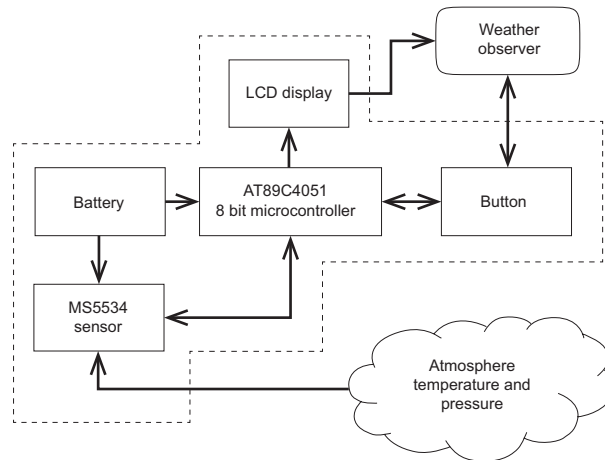 Weather
observer
LCD display
Battery
AT89C4051
8 bit microcontroller
Button
MS5534
sensor
Atmosphere
temperature and
pressure